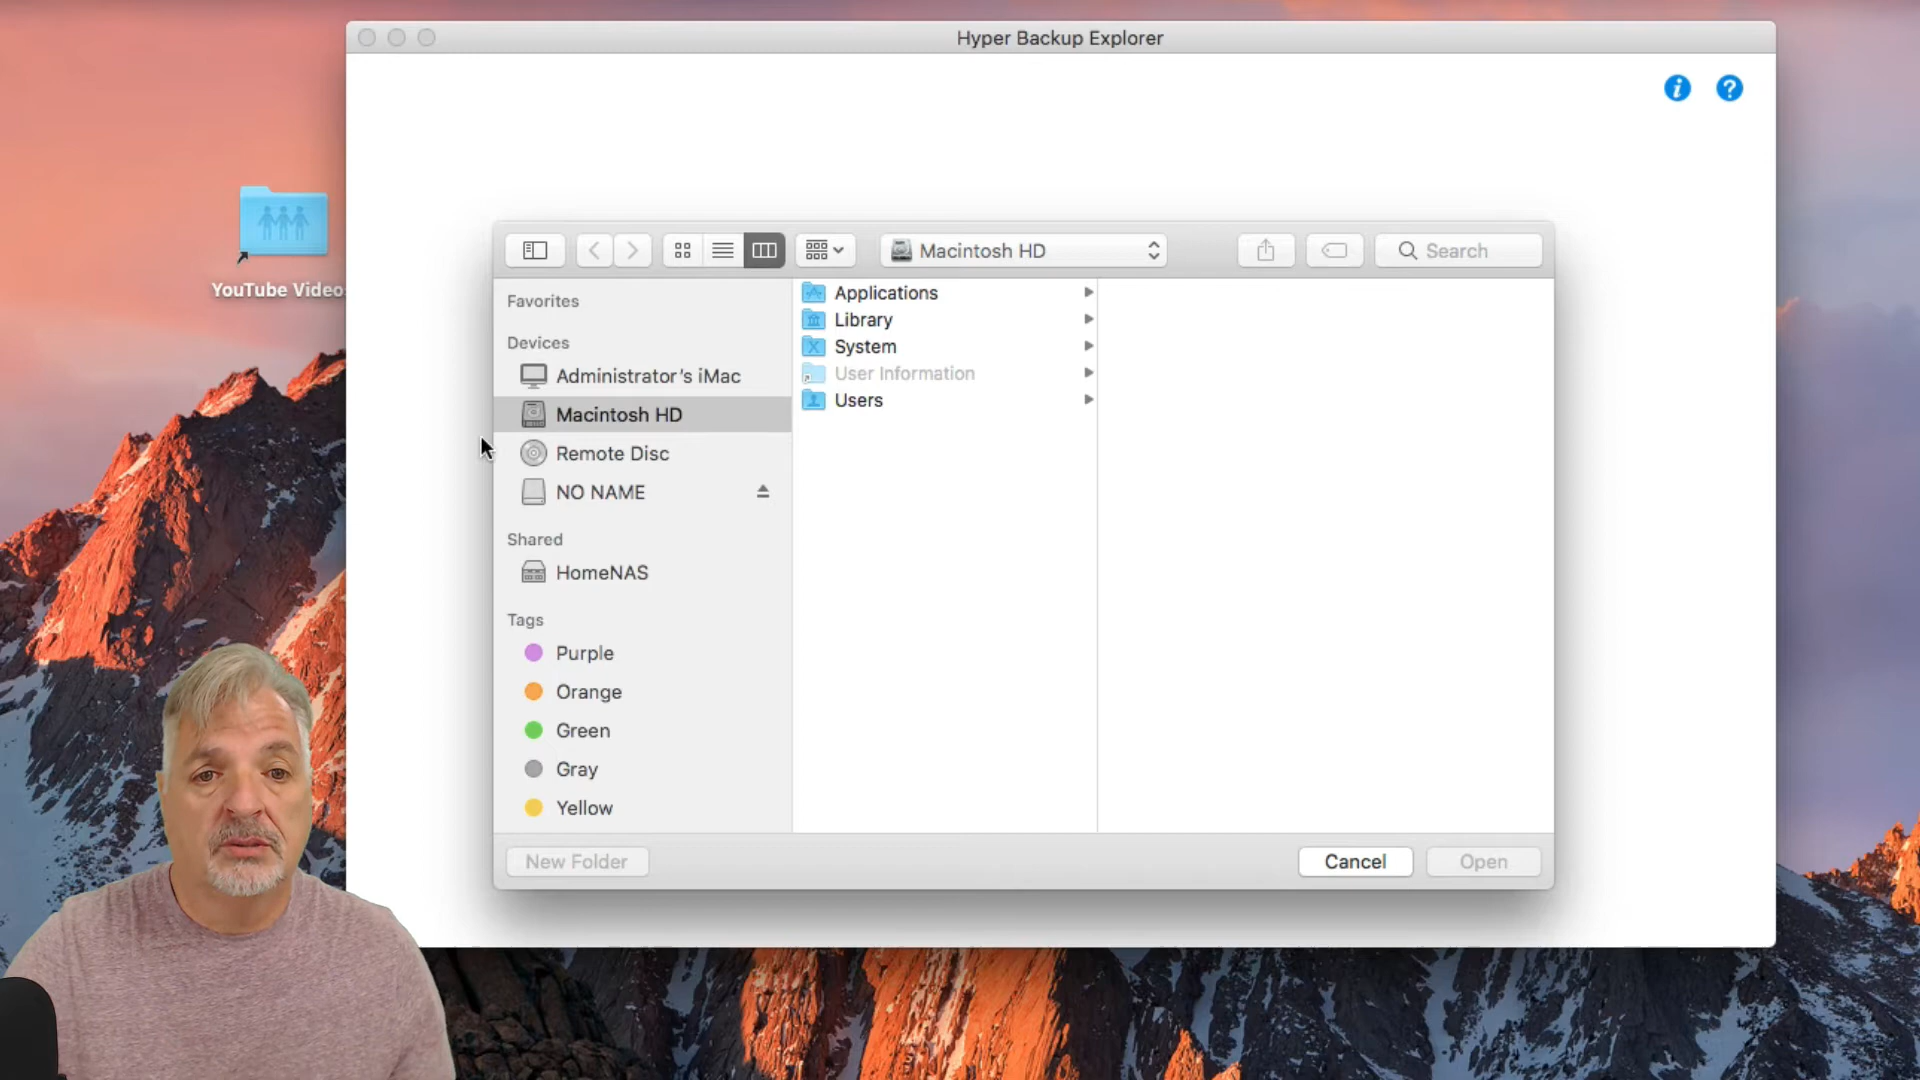 Hyper Backup Explorer
YouTube Videos
Macintosh HD
Search
Favorites
Devices
Administrator's iMac
Macintosh HD
Remote Disc
NO NAME
Shared
HomeNAS
Tags
Purple
Orange
Green
Gray
Yellow
Applications
Library
System
User Information
Users
New Folder
Cancel
Open